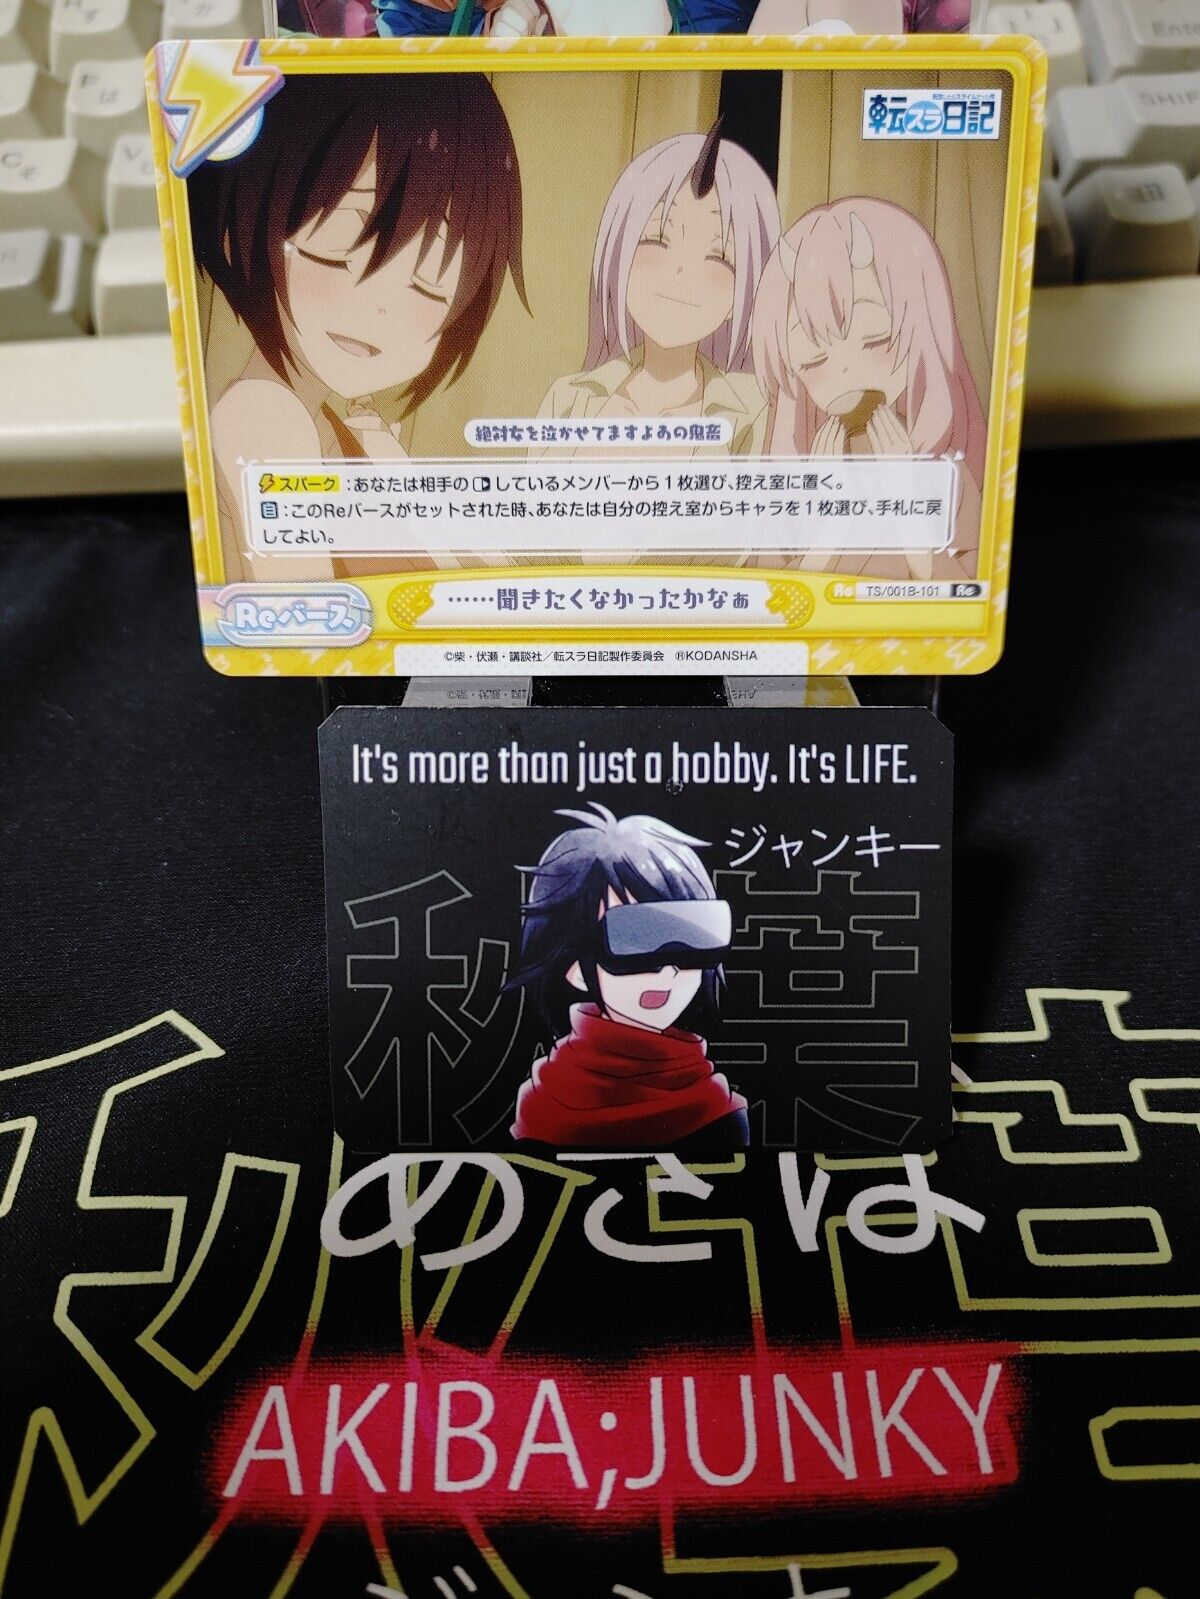 転スラ日記
絶対女を泣かせてますよあの鬼畜
スパーク：あなたは相手の しているメンバーから１枚選び、控え室に置く。
：このReバースがセットされた時、あなたは自分の控え室からキャラを１枚選び、手札に戻
してよい。
Reバース
……聞きたくなかったかなぁ
Re TS/001B-101 Re
©柴・伏瀬・講談社／転スラ日記製作委員会 ®KODANSHA
It's more than just a hobby. It's LIFE.
ジャンキー
秋葉
AKIBA;JUNKY
Enter
SHIFT
F
は
C
そ
V